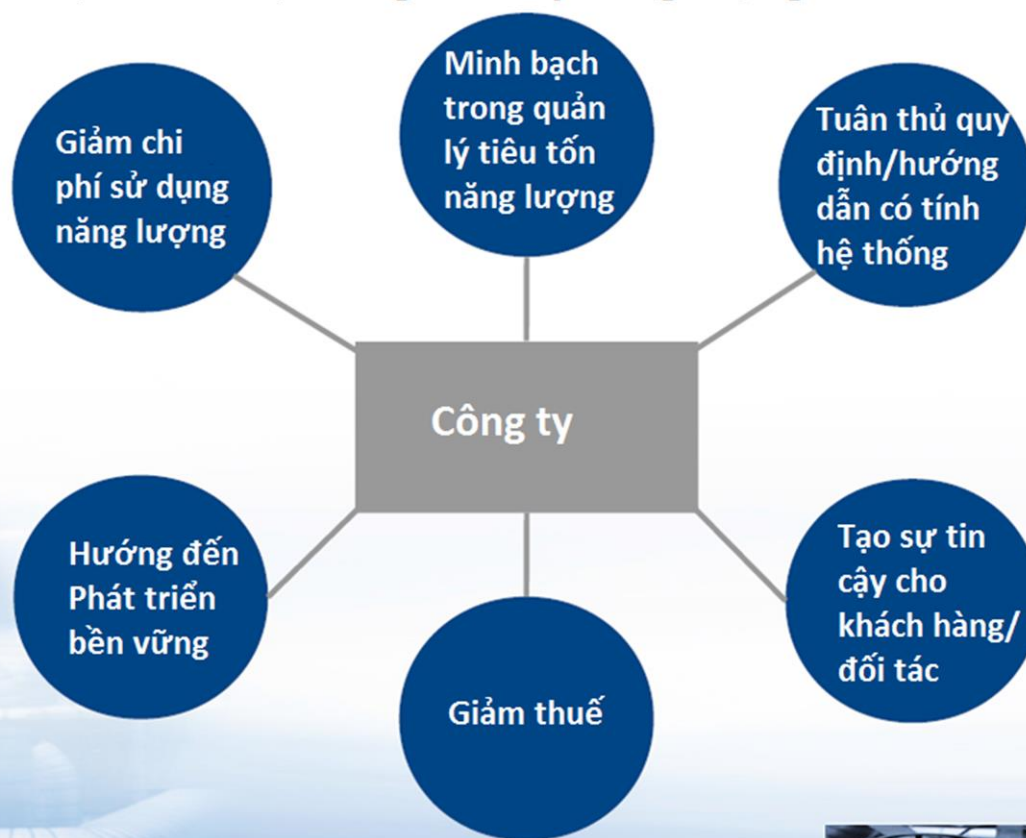 Giảm chi
phí sử dụng
năng lượng
Minh bạch
trong quản
lý tiêu tốn
năng lượng
Tuân thủ quy
định/hướng
dẫn có tính
hệ thống
Công ty
Hướng đến
Phát triển
bền vững
Giảm thuế
Tạo sự tin
cậy cho
khách hàng/
đối tác